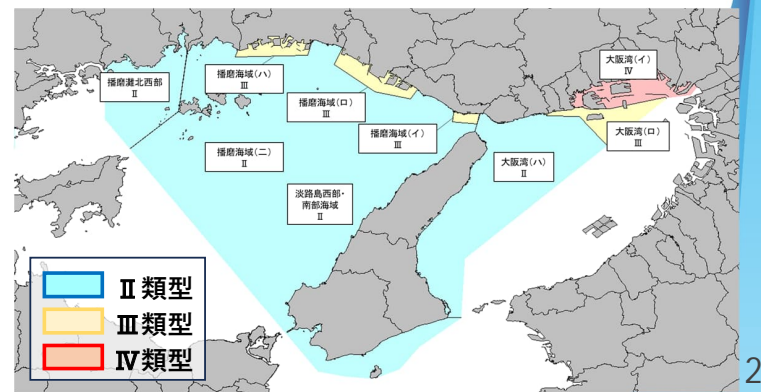 大阪湾(イ)
Ⅳ
播磨灘北西部
Ⅱ
播磨海域(ハ)
Ⅲ
播磨海域(ロ)
Ⅲ
播磨海域(イ)
Ⅲ
大阪湾(ロ)
Ⅲ
播磨海域(ニ)
Ⅱ
大阪湾(ハ)
Ⅱ
淡路島西部・
南部海域
Ⅱ
Ⅱ類型
Ⅲ類型
Ⅳ類型
2